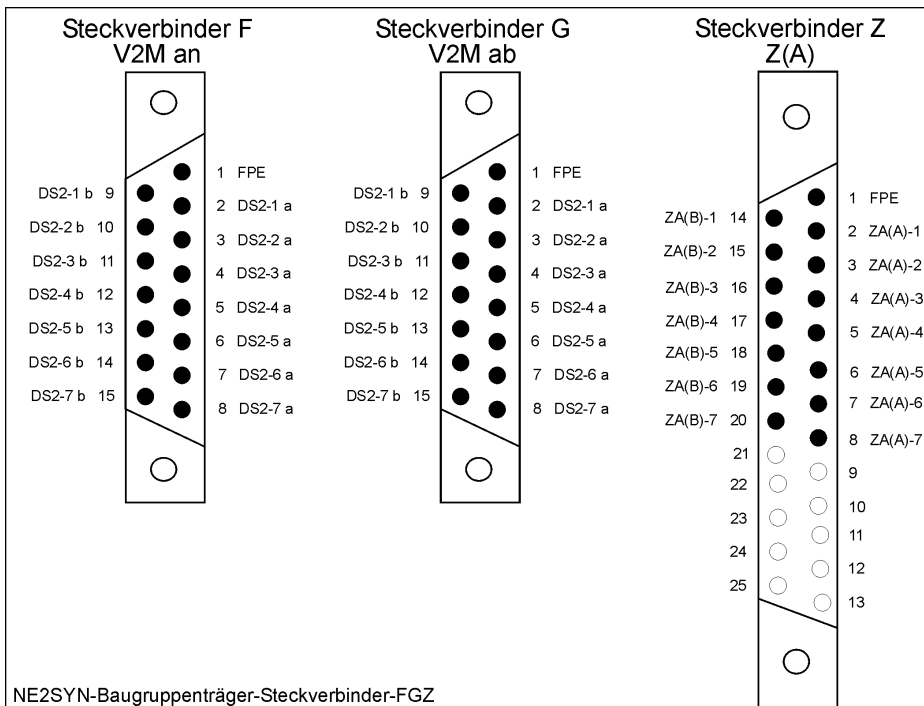 Steckverbinder F
V2M an
1 FPE
DS2-1 b 9
2 DS2-1 a
DS2-2 b 10
3 DS2-2 a
DS2-3 b 11
4 DS2-3 a
DS2-4 b 12
5 DS2-4 a
DS2-5 b 13
6 DS2-5 a
DS2-6 b 14
7 DS2-6 a
DS2-7 b 15
8 DS2-7 a
Steckverbinder G
V2M ab
1 FPE
DS2-1 b 9
2 DS2-1 a
DS2-2 b 10
3 DS2-2 a
DS2-3 b 11
4 DS2-3 a
DS2-4 b 12
5 DS2-4 a
DS2-5 b 13
6 DS2-5 a
DS2-6 b 14
7 DS2-6 a
DS2-7 b 15
8 DS2-7 a
Steckverbinder Z
Z(A)
1 FPE
ZA(B)-1 14
2 ZA(A)-1
ZA(B)-2 15
3 ZA(A)-2
ZA(B)-3 16
4 ZA(A)-3
ZA(B)-4 17
5 ZA(A)-4
ZA(B)-5 18
6 ZA(A)-5
ZA(B)-6 19
7 ZA(A)-6
ZA(B)-7 20
8 ZA(A)-7
21
9
22
10
23
11
24
12
25
13
NE2SYN-Baugruppenträger-Steckverbinder-FGZ